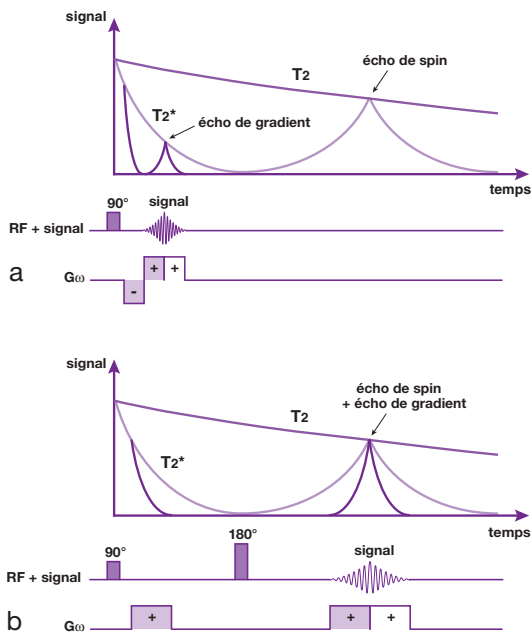 signal
T2
écho de spin
T2*
écho de gradient
temps
90°
signal
RF + signal
a
Gω
+
+
-
signal
écho de spin
+ écho de gradient
T2
T2*
temps
90°
180°
signal
RF + signal
b
Gω
+
+
+